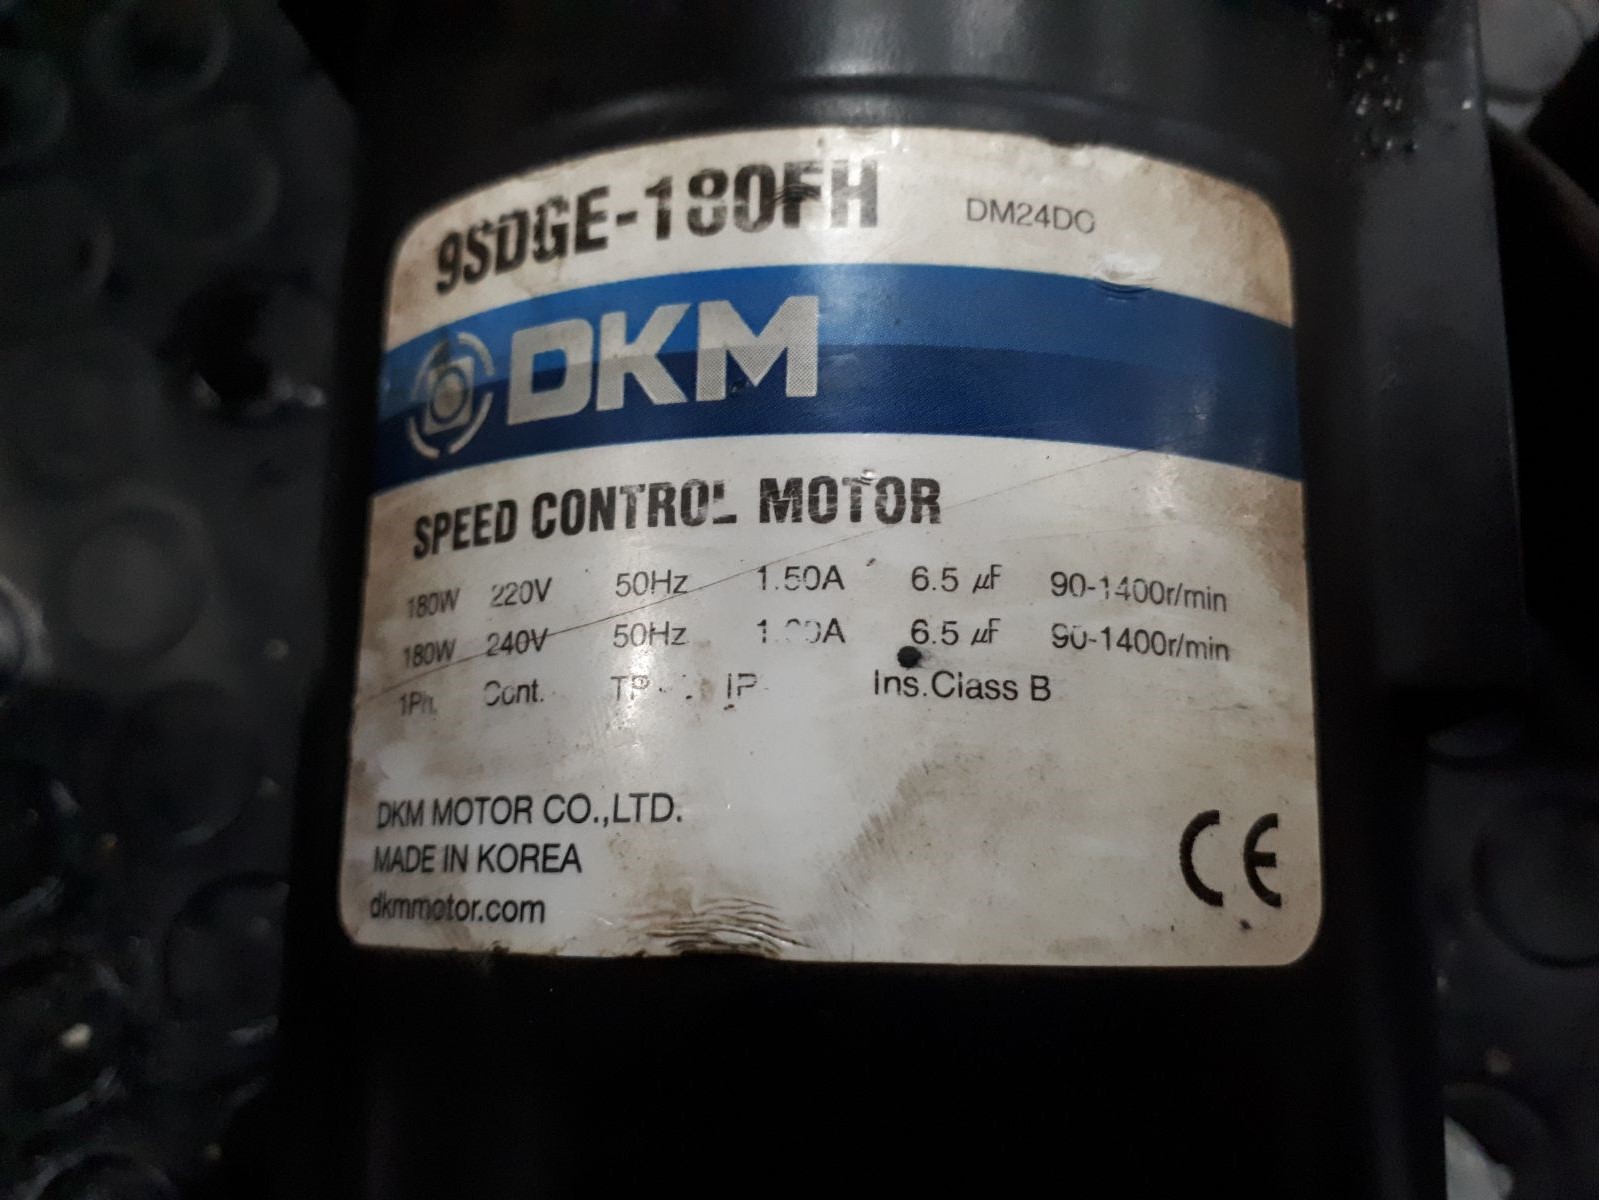 9SDGE-180FH DM24DC
DKM
SPEED CONTROL MOTOR
180W 220V 50Hz 1.50A 6.5 μF 90-1400r/min
180W 240V 50Hz 6.5 μF 90-1400r/min
1Ph. Cont. Ins.Class B
DKM MOTOR CO.,LTD.
MADE IN KOREA
dkmmotor.com
CE